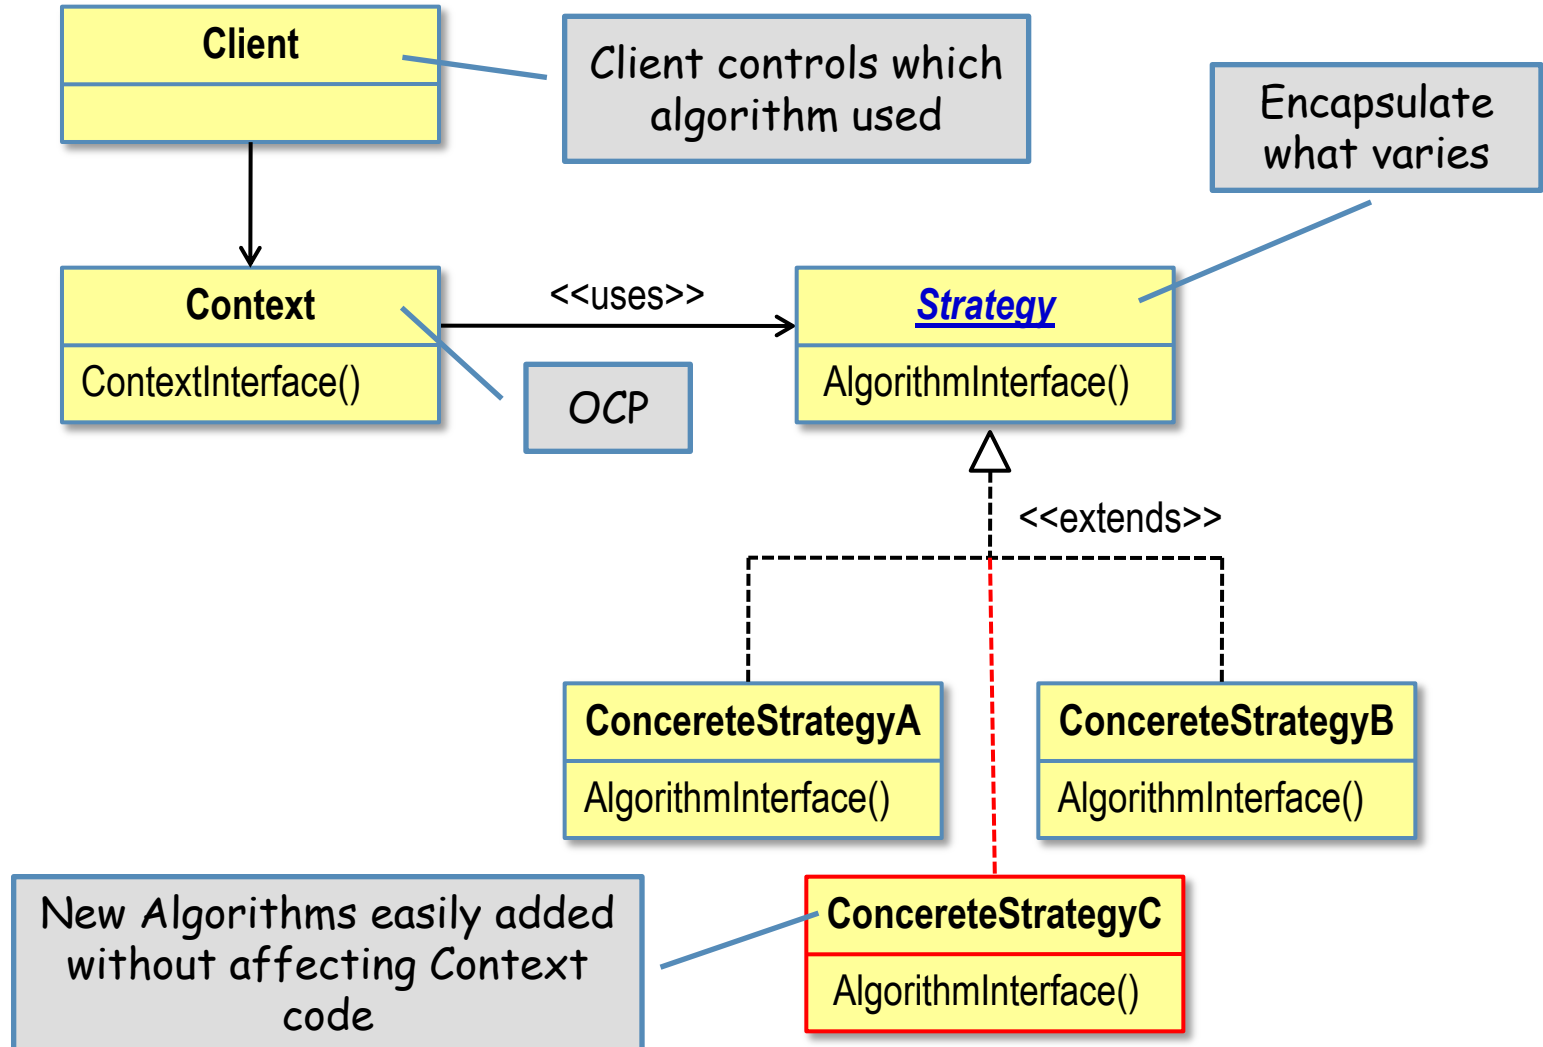 Client
Client controls which
algorithm used
Encapsulate
what varies
Context
ContextInterface()
<<uses>>
OCP
Strategy
AlgorithmInterface()
<<extends>>
ConcereteStrategyA
AlgorithmInterface()
ConcereteStrategyB
AlgorithmInterface()
New Algorithms easily added
without affecting Context
code
ConcereteStrategyC
AlgorithmInterface()